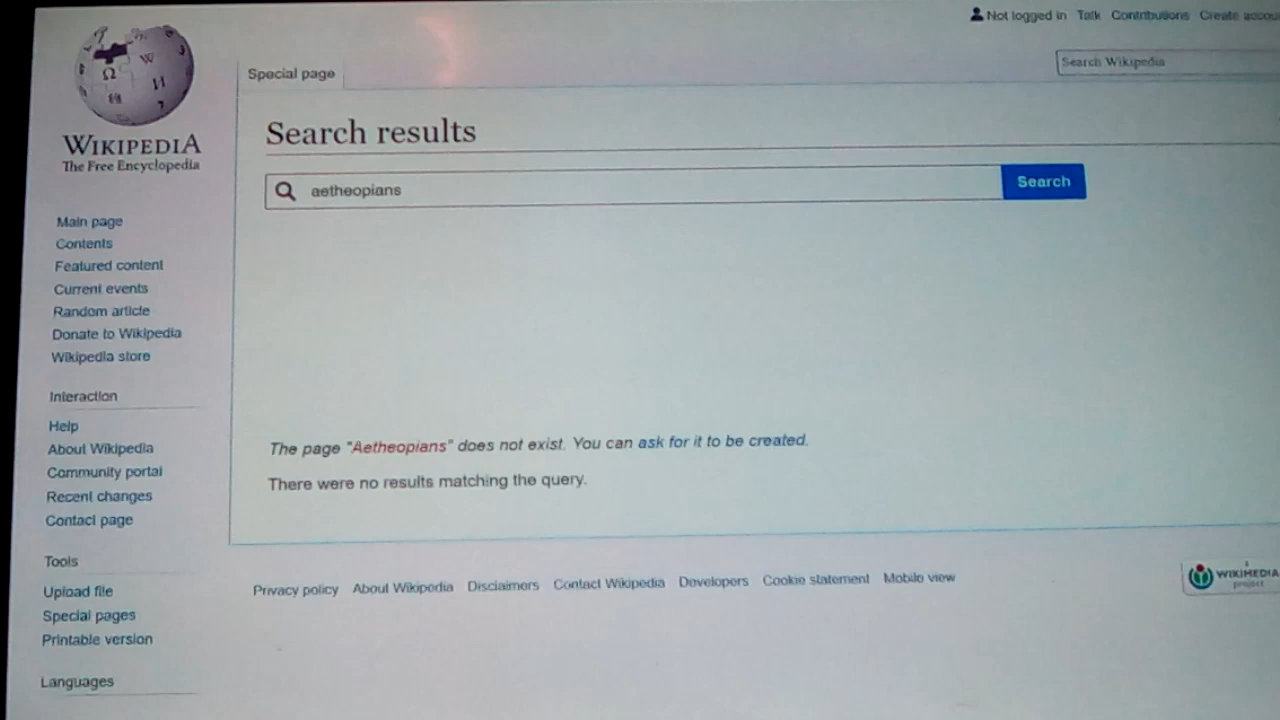 Not logged in Talk Contributions Create
Special page
Search Wikipedia
WIKIPEDIA
The Free Encyclopedia
Search results
aetheopians
Search
Main page
Contents
Featured content
Current events
Random article
Donate to Wikipedia
Wikipedia store
Interaction
Help
About Wikipedia
Community portal
Recent changes
Contact page
Tools
Upload file
Special pages
Printable version
Languages
The page "Aetheopians" does not exist. You can ask for it to be created.
There were no results matching the query.
Privacy policy About Wikipedia Disclaimers Contact Wikipedia Developers Cookie statement Mobile view
WIKIMEDIA
project